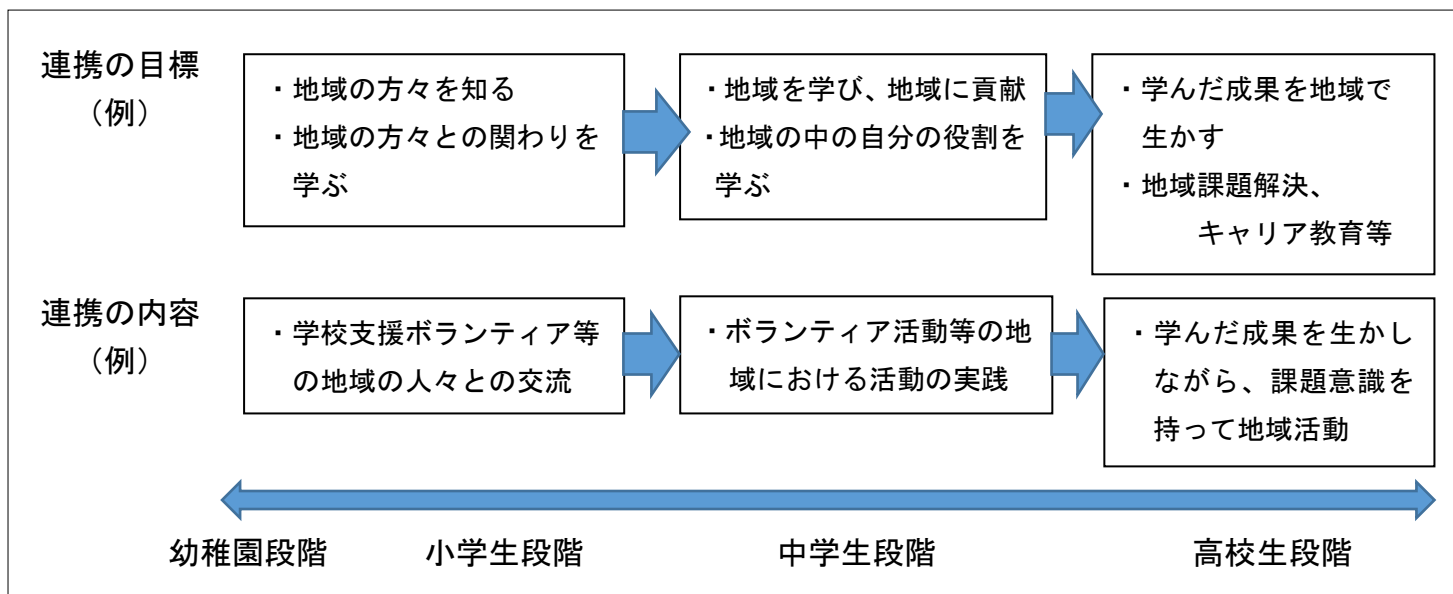 連携の目標
（例）
・地域の方々を知る
・地域の方々との関わりを
学ぶ
・地域を学び、地域に貢献
・地域の中の自分の役割を
学ぶ
・学んだ成果を地域で
生かす
・地域課題解決、
キャリア教育等
連携の内容
（例）
・学校支援ボランティア等
の地域の人々との交流
・ボランティア活動等の地
域における活動の実践
・学んだ成果を生かし
ながら、課題意識を
持って地域活動
幼稚園段階 小学生段階 中学生段階 高校生段階